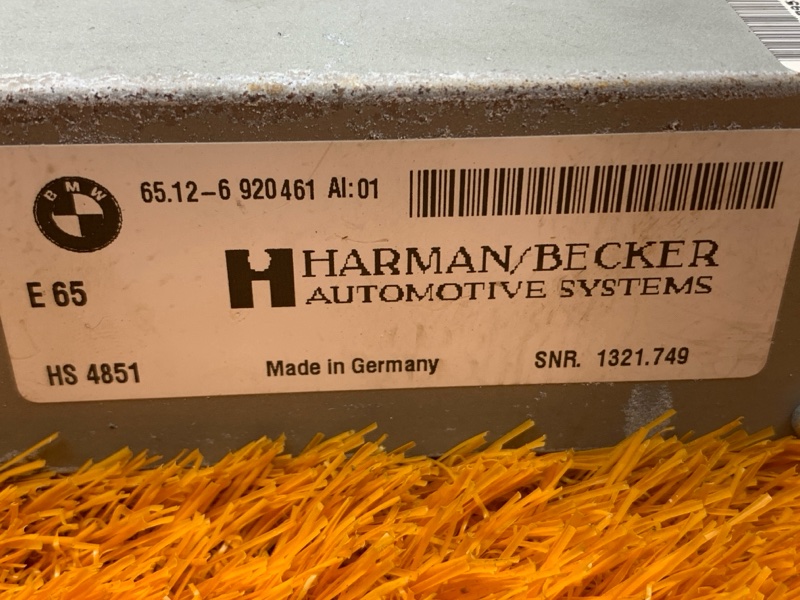 BMW
65.12-6 920461 AI:01
HARMAN/BECKER
AUTOMOTIVE SYSTEMS
E 65
HS 4851
Made in Germany
SNR. 1321.749